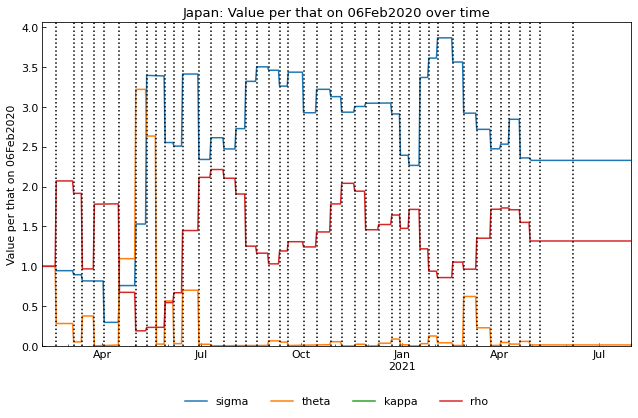 Japan: Value per that on 06Feb2020 over time
Value per that on 06Feb2020
4.0
3.5
3.0
2.5
2.0
1.5
1.0
0.5
0.0
Apr Jul Oct Jan Apr Jul
2021
sigma theta kappa rho